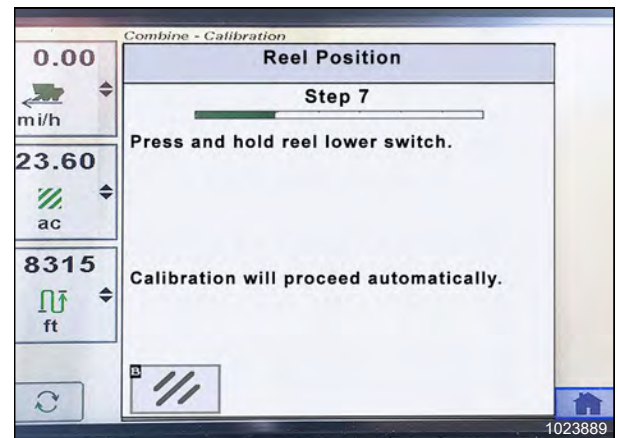 Combine - Calibration
0.00
mi/h
23.60
ac
8315
ft
Reel Position
Step 7
Press and hold reel lower switch.
Calibration will proceed automatically.
B
1023889